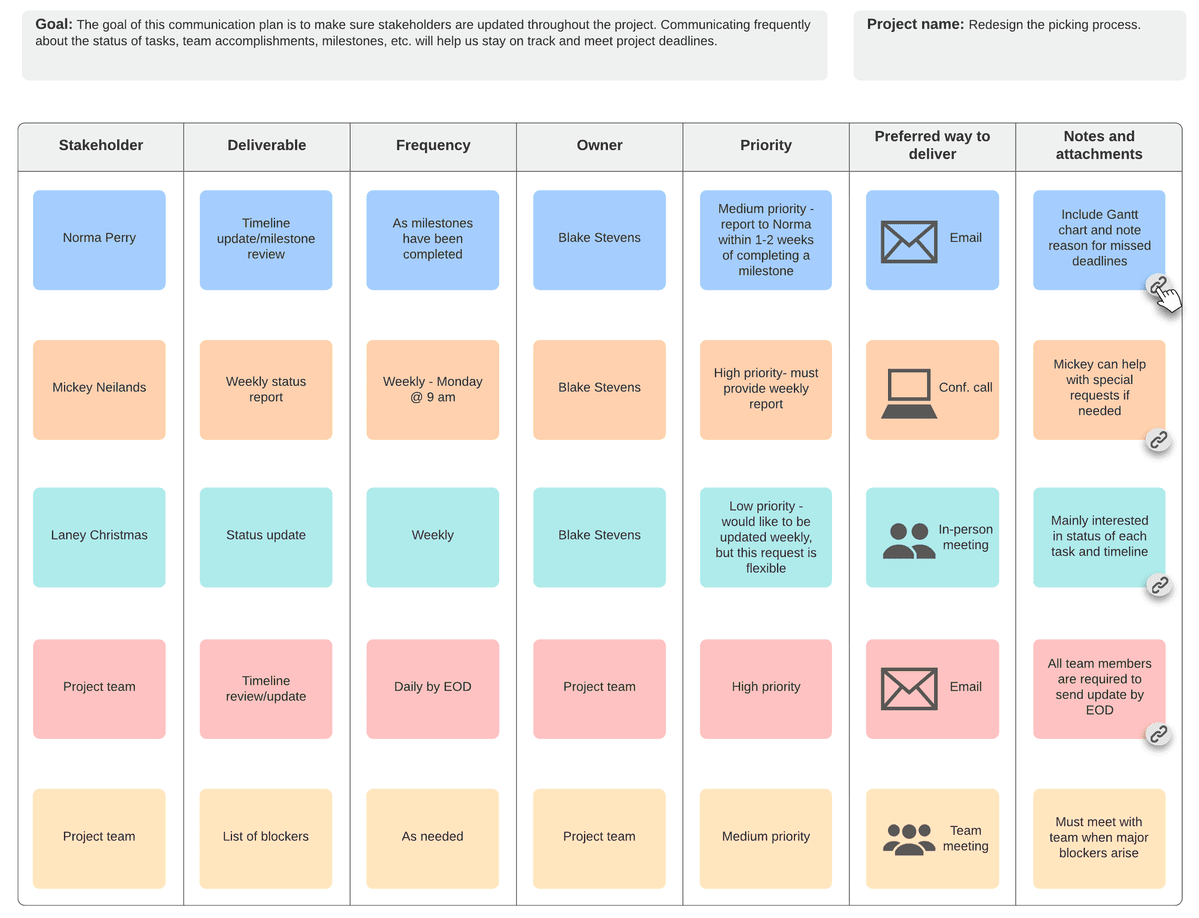 Goal: The goal of this communication plan is to make sure stakeholders are updated throughout the project. Communicating frequently
about the status of tasks, team accomplishments, milestones, etc. will help us stay on track and meet project deadlines.
Project name: Redesign the picking process.
Stakeholder
Deliverable
Frequency
Owner
Priority
Preferred way to
deliver
Notes and
attachments
Norma Perry
Timeline
update/milestone
review
As milestones
have been
completed
Blake Stevens
Medium priority -
report to Norma
within 1-2 weeks
of completing a
milestone
Email
Include Gantt
chart and note
reason for missed
deadlines
Mickey Neilands
Weekly status
report
Weekly - Monday
@ 9 am
Blake Stevens
High priority- must
provide weekly
report
Conf. call
Mickey can help
with special
requests if
needed
Laney Christmas
Status update
Weekly
Blake Stevens
Low priority -
would like to be
updated weekly,
but this request is
flexible
In-person
meeting
Mainly interested
in status of each
task and timeline
Project team
Timeline
review/update
Daily by EOD
Project team
High priority
Email
All team members
are required to
send update by
EOD
Project team
List of blockers
As needed
Project team
Medium priority
Team
meeting
Must meet with
team when major
blockers arise